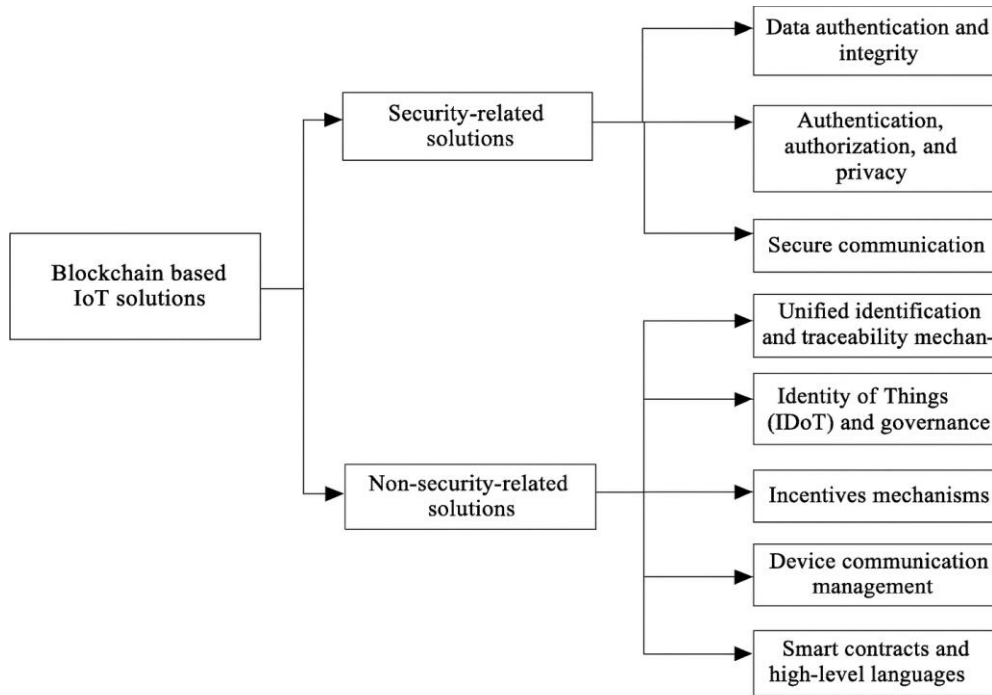 Blockchain based
IoT solutions
Security-related
solutions
Data authentication and
integrity
Authentication,
authorization, and
privacy
Secure communication
Non-security-related
solutions
Unified identification
and traceability mechan-
Identity of Things
(IDoT) and governance
Incentives mechanisms
Device communication
management
Smart contracts and
high-level languages